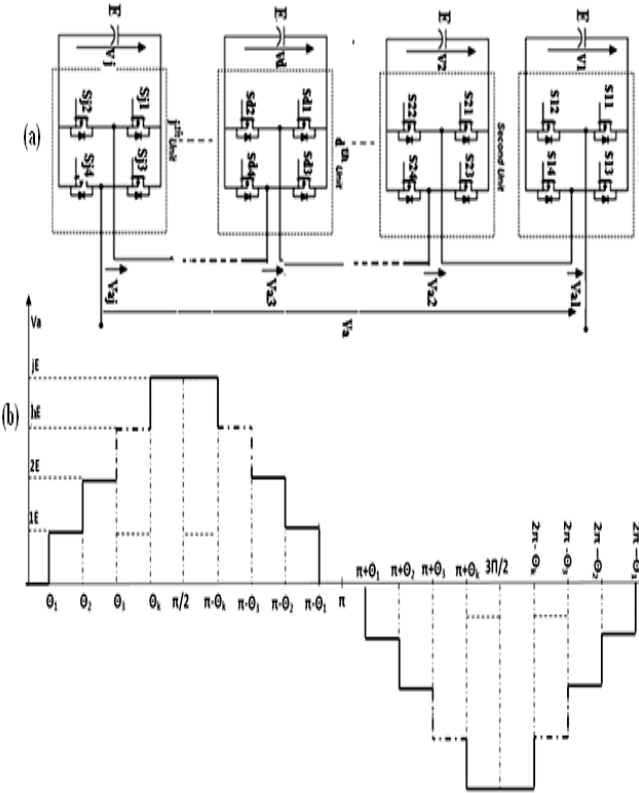 (a)
E
E
E
E
Vj
Vd
V2
V1
Sj2
Sj1
Sd2
Sd1
S22
S21
S12
S11
Sj4
Sj3
Sd4
Sd3
S24
S23
S14
S13
jth Unit
dth Unit
Second Unit
Vaj
Va3
Va2
Va1
Va
(b)
Va
jE
hE
2E
1E
Θ1 Θ2 Θ3 Θk π/2 π-Θk π-Θ3 π-Θ2 π-Θ1 π
π+Θ1 π+Θ2 π+Θ3 π+Θk 3Π/2
2π-Θk 2π-Θ3 2π-Θ2 2π-Θ1